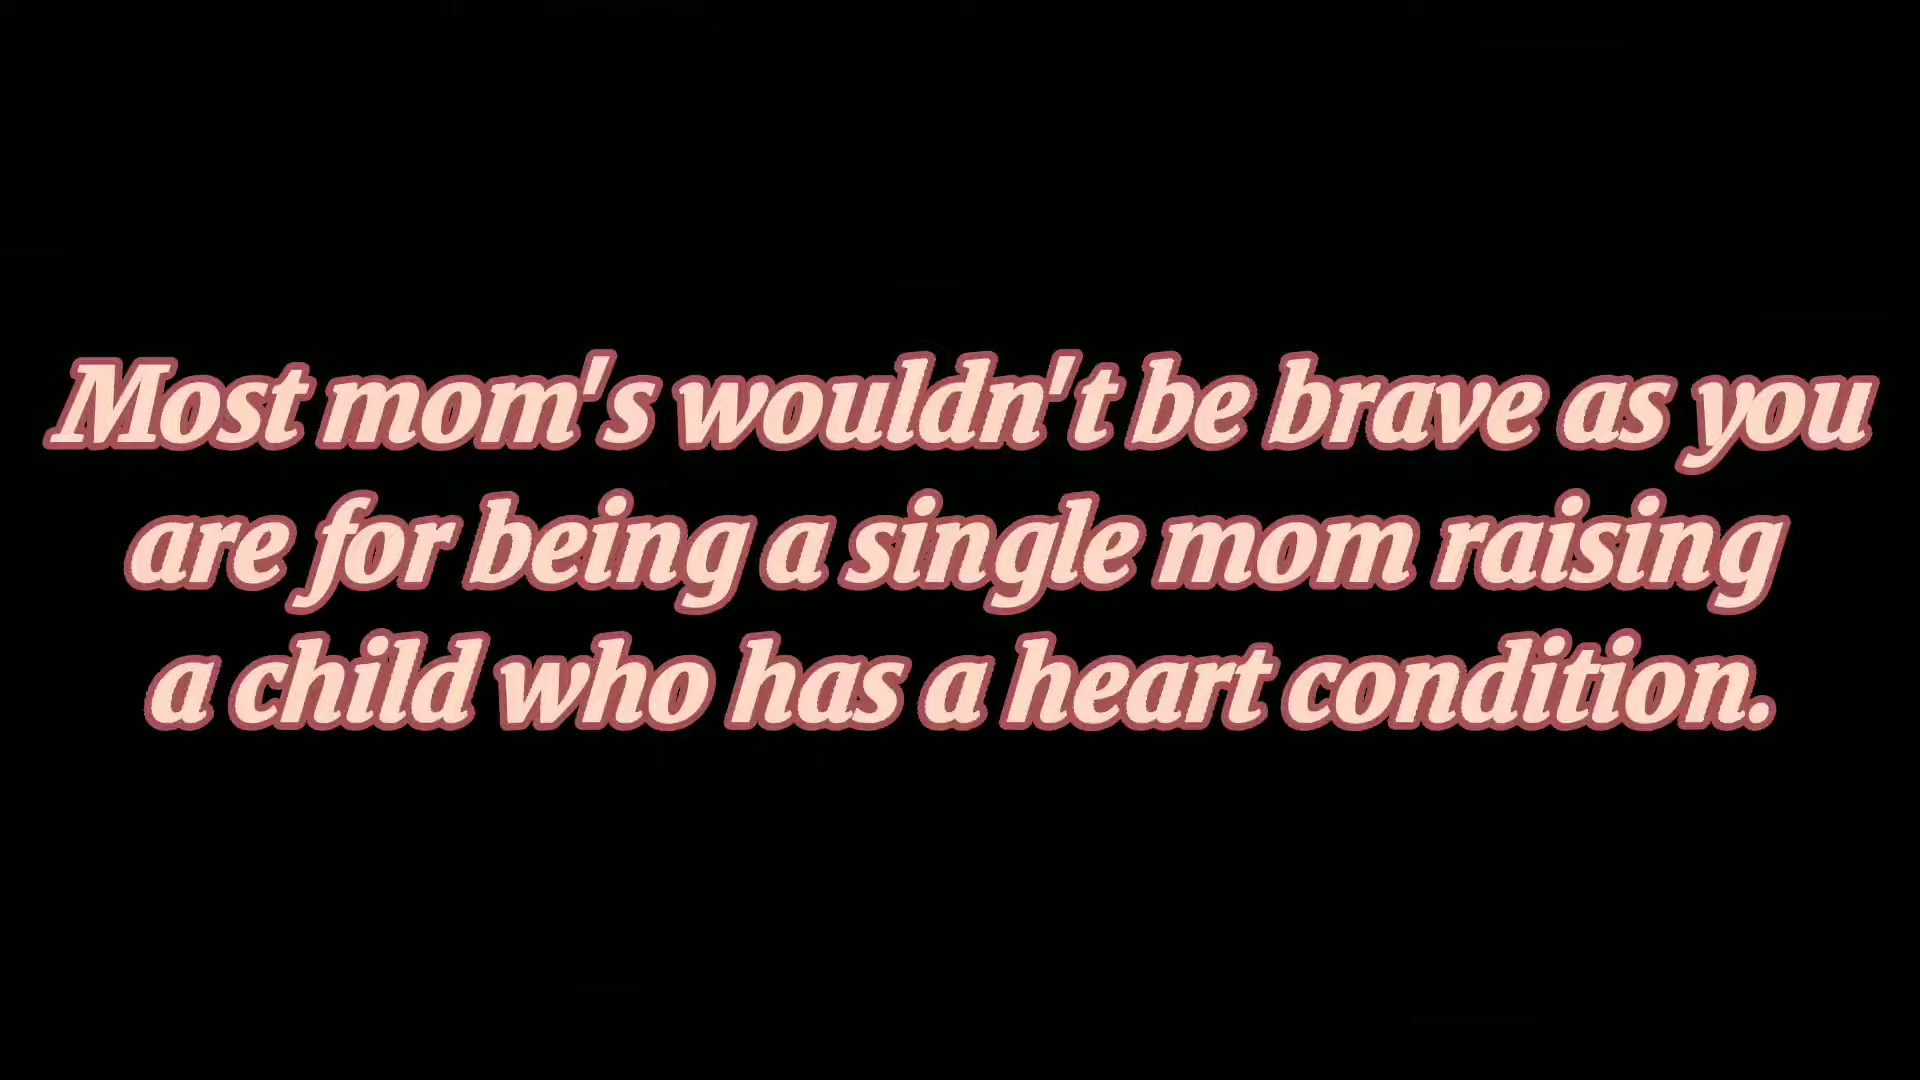 Most mom's wouldn't be brave as you
are for being a single mom raising
a child who has a heart condition.